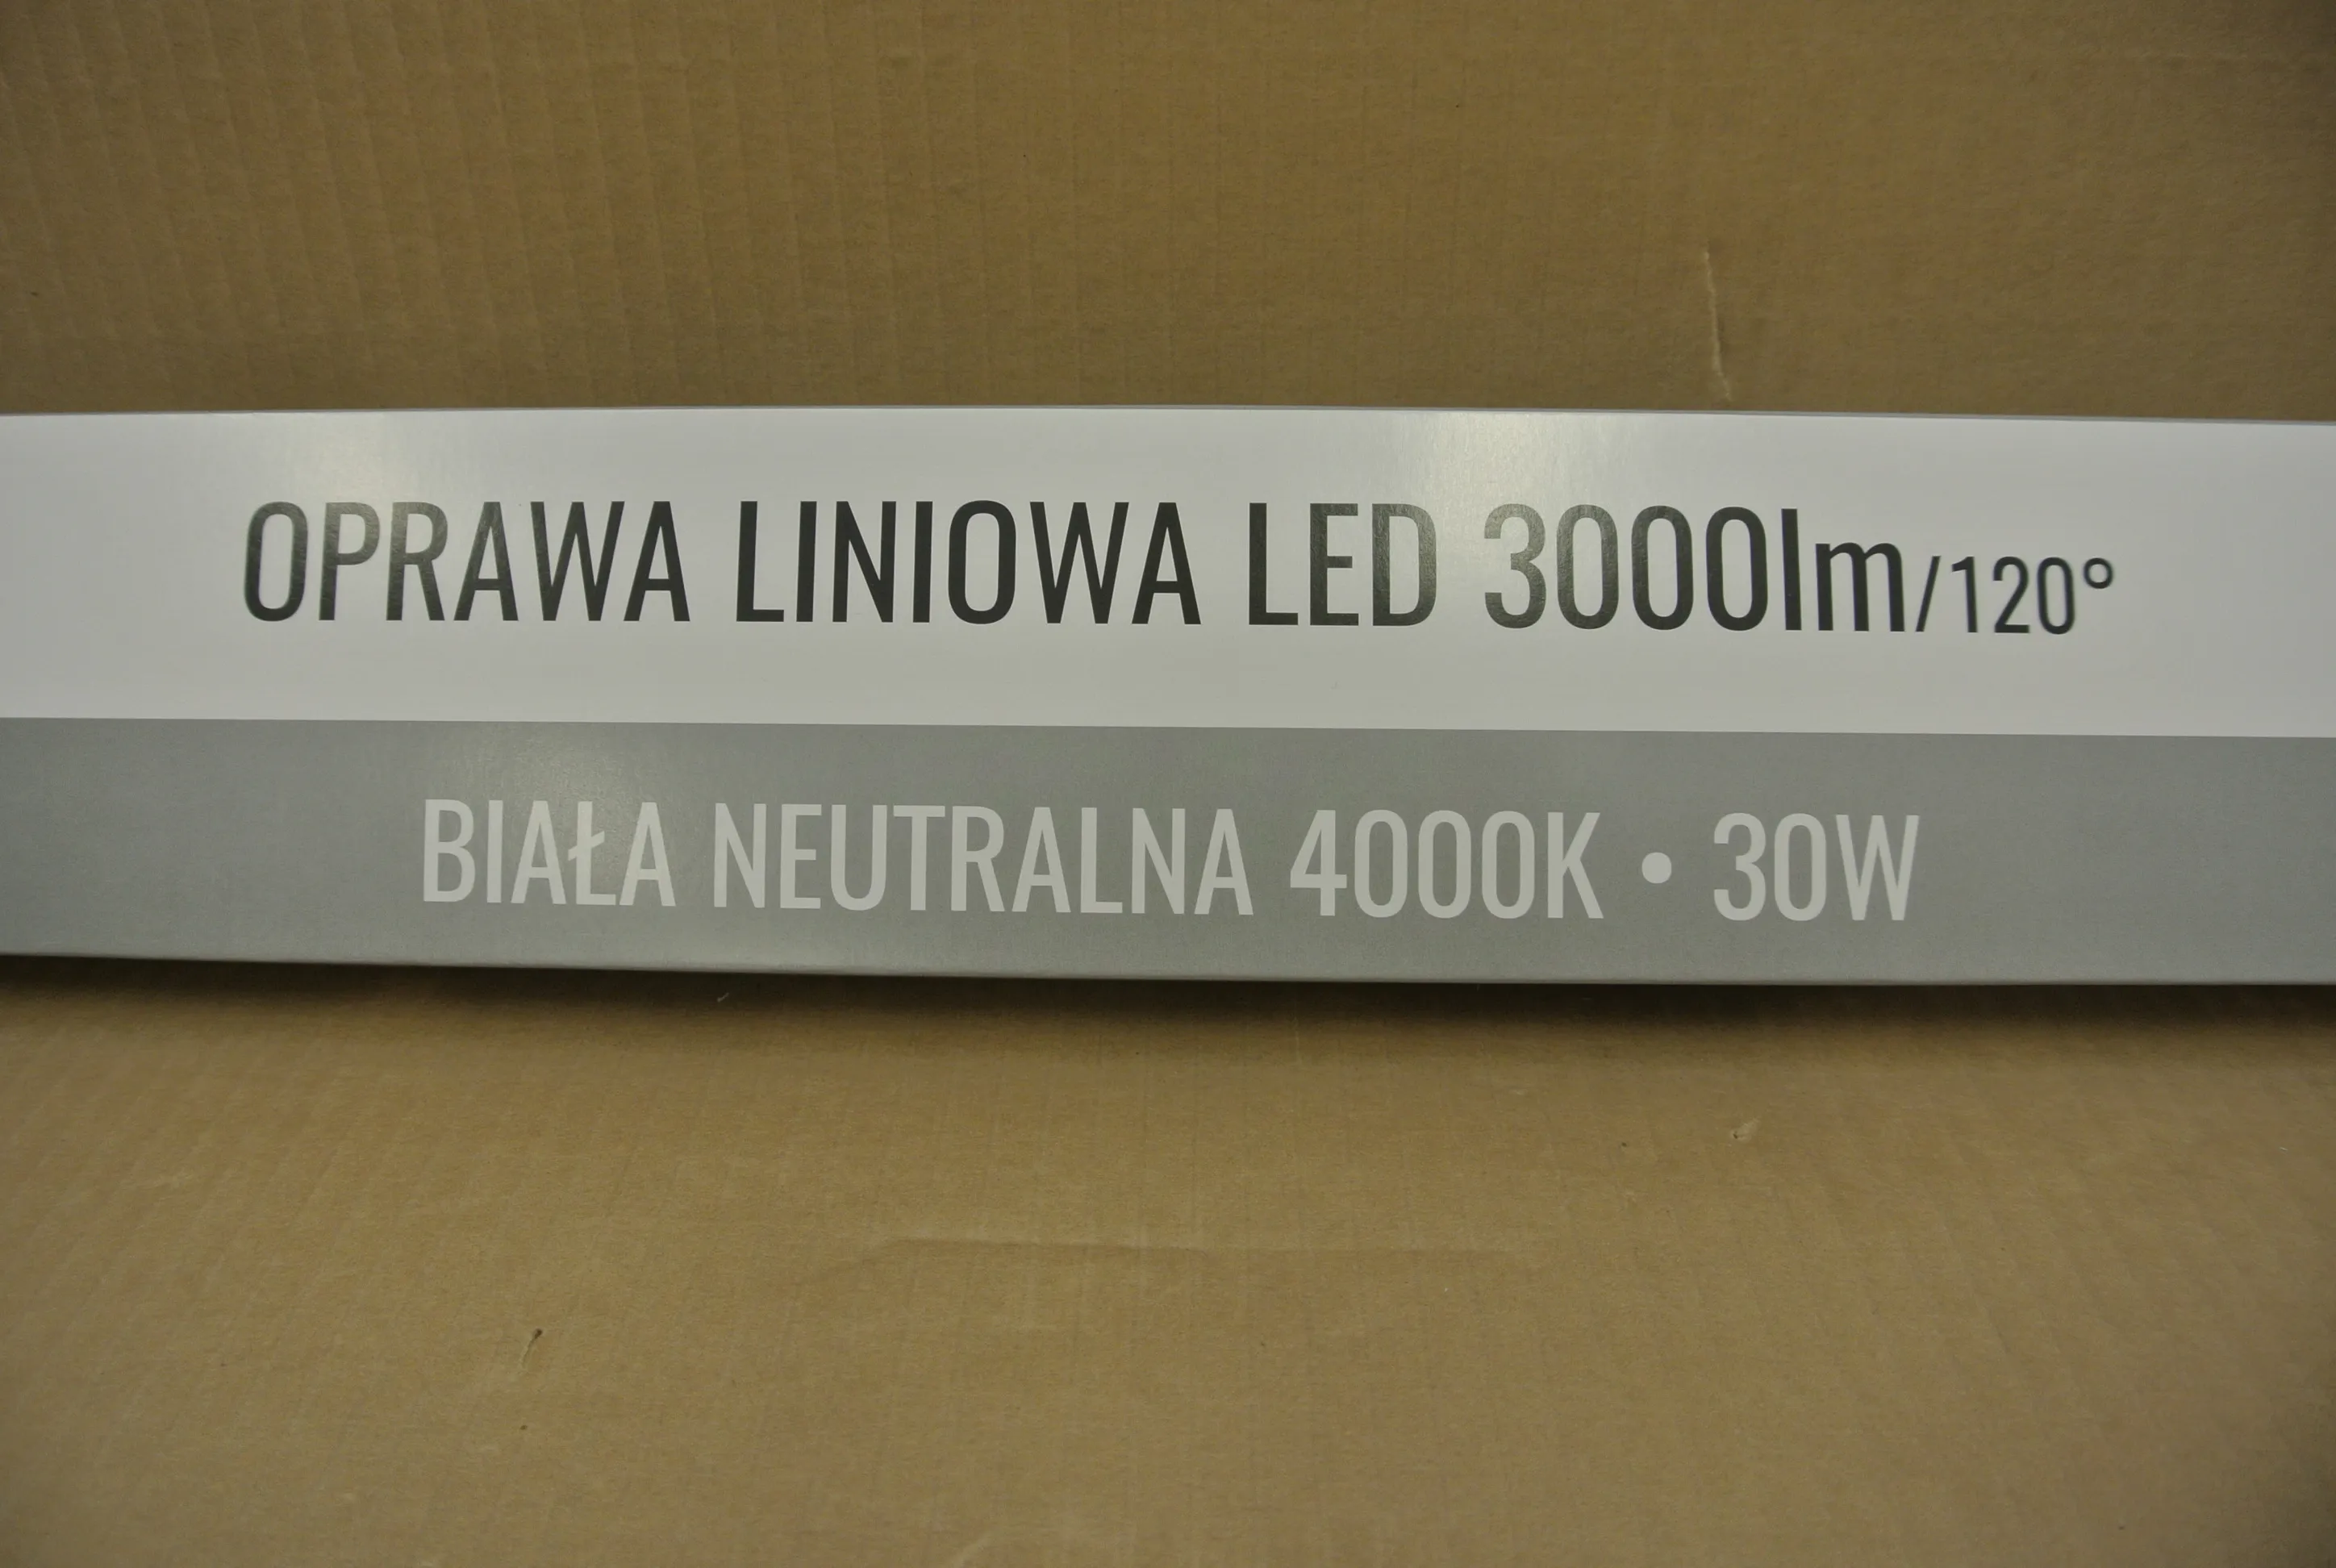 OPRAWA LINIOWA LED 3000lm/120°
BIAŁA NEUTRALNA 4000K • 30W